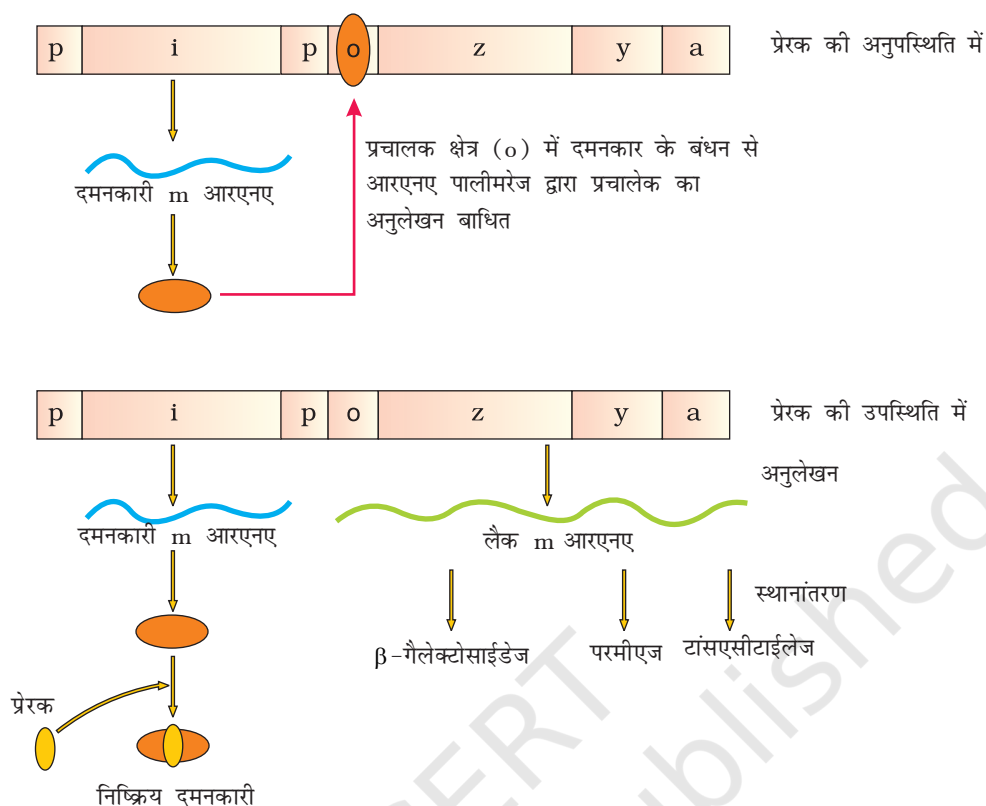 p i p o z y a प्रेरक की अनुपस्थिति में
प्रचालक क्षेत्र (o) में दमनकार के बंधन से
आरएनए पालीमरेज द्वारा प्रचालेक का
अनुलेखन बाधित
दमनकारी m आरएनए
p i p o z y a प्रेरक की उपस्थिति में
अनुलेखन
दमनकारी m आरएनए लैक m आरएनए
स्थानांतरण
β-गैलेक्टोसाईडेज परमीएज टांसएसीटाईलेज
प्रेरक
निष्क्रिय दमनकारी